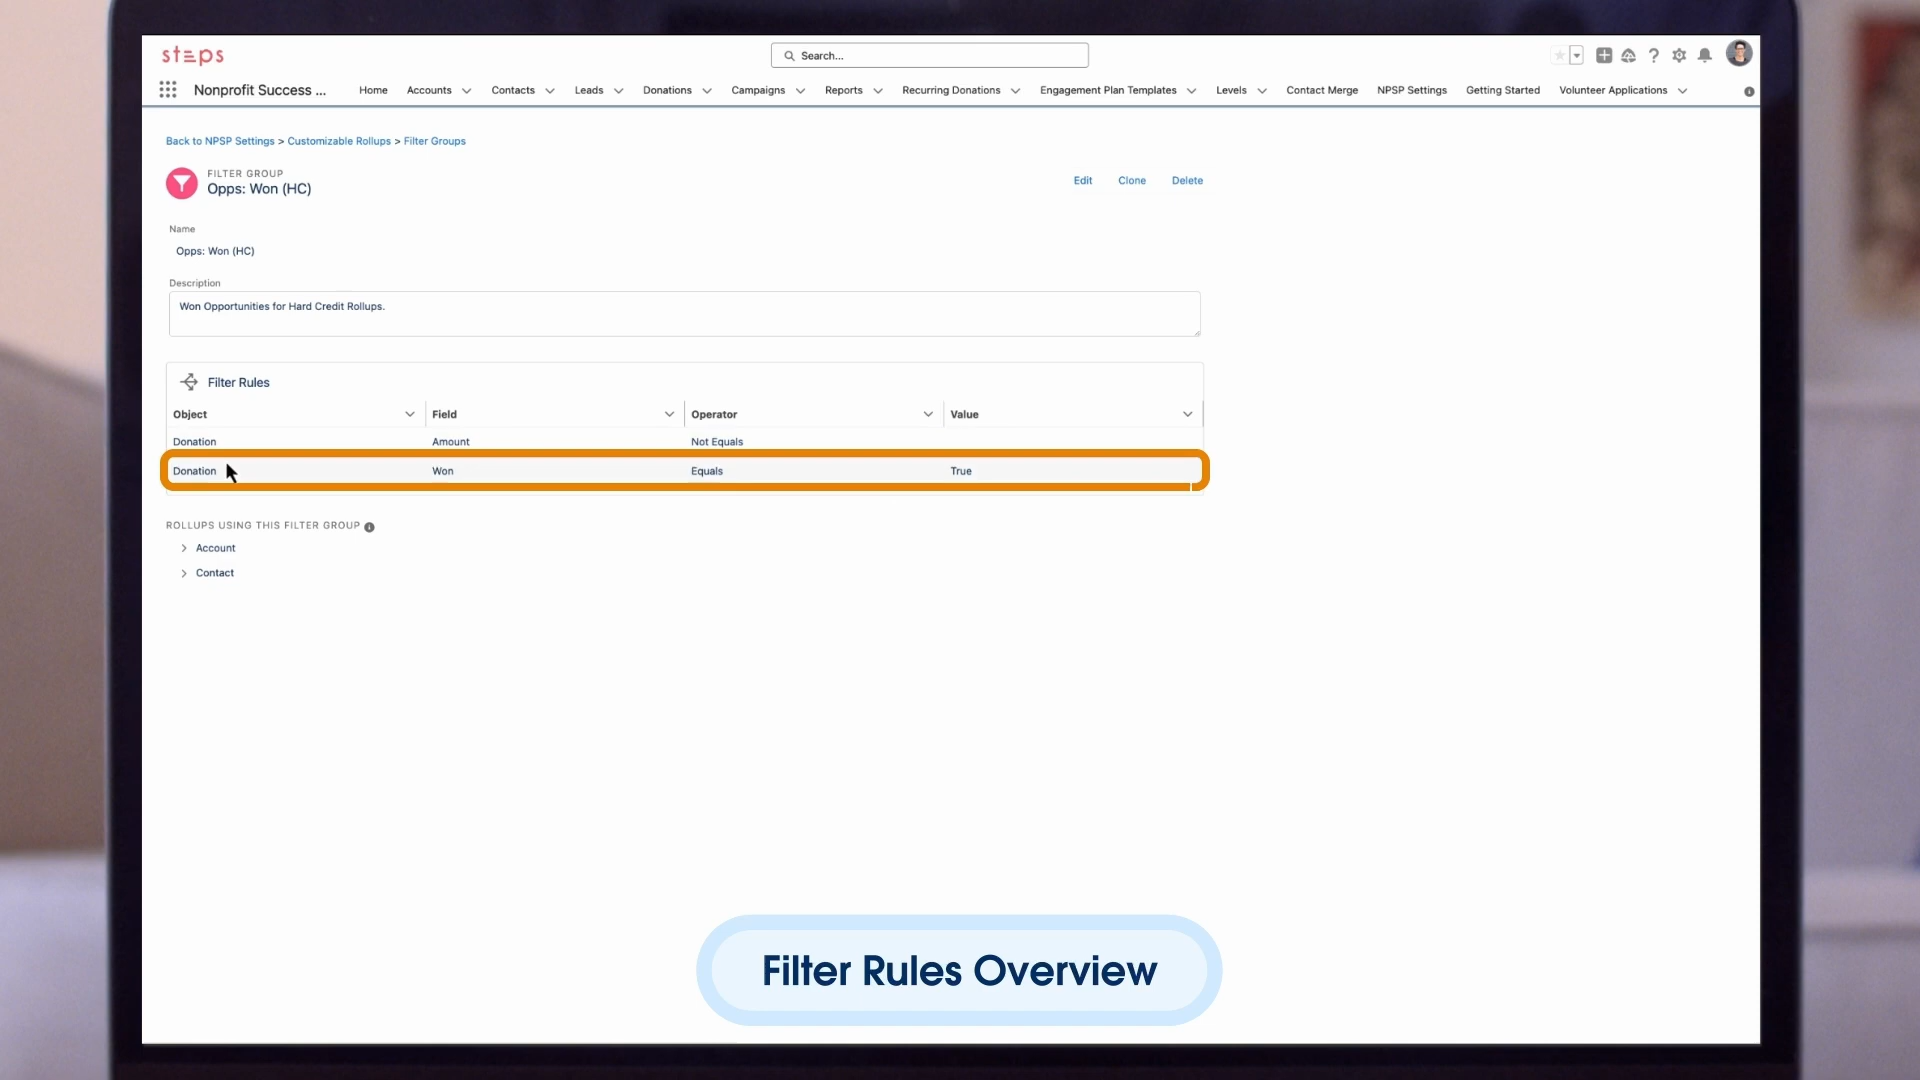 steps
Search...
Nonprofit Success ...
Home
Accounts
Contacts
Leads
Donations
Campaigns
Reports
Recurring Donations
Engagement Plan Templates
Levels
Contact Merge
NPSP Settings
Getting Started
Volunteer Applications
Back to NPSP Settings > Customizable Rollups > Filter Groups
FILTER GROUP
Opps: Won (HC)
Edit
Clone
Delete
Name
Opps: Won (HC)
Description
Won Opportunities for Hard Credit Rollups.
Filter Rules
Object Field Operator Value
Donation Amount Not Equals
Donation Won Equals True
ROLLUPS USING THIS FILTER GROUP
Account
Contact
Filter Rules Overview